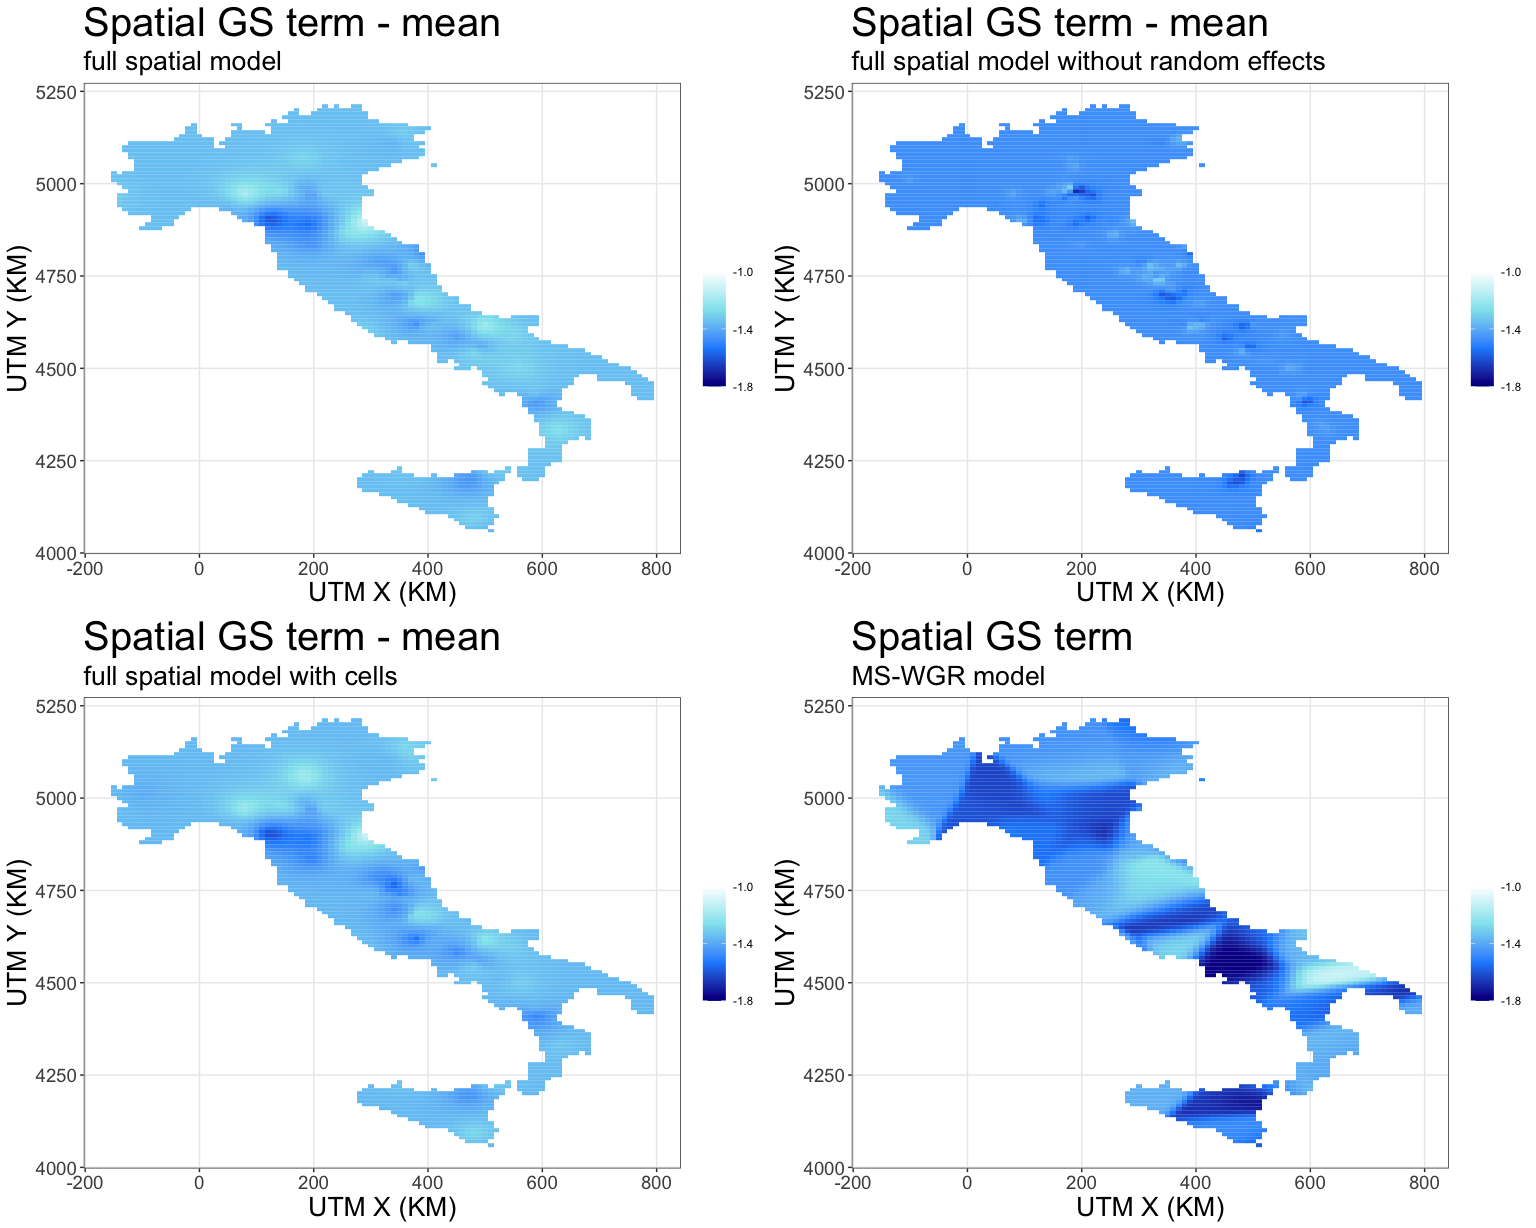 Spatial GS term - mean
full spatial model
5250
5000
4750
4500
4250
4000
-200 0 200 400 600 800
UTM X (KM)
UTM Y (KM)
-1.0
-1.4
-1.8
Spatial GS term - mean
full spatial model without random effects
5250
5000
4750
4500
4250
4000
-200 0 200 400 600 800
UTM X (KM)
UTM Y (KM)
-1.0
-1.4
-1.8
Spatial GS term - mean
full spatial model with cells
5250
5000
4750
4500
4250
4000
-200 0 200 400 600 800
UTM X (KM)
UTM Y (KM)
-1.0
-1.4
-1.8
Spatial GS term
MS-WGR model
5250
5000
4750
4500
4250
4000
-200 0 200 400 600 800
UTM X (KM)
UTM Y (KM)
-1.0
-1.4
-1.8